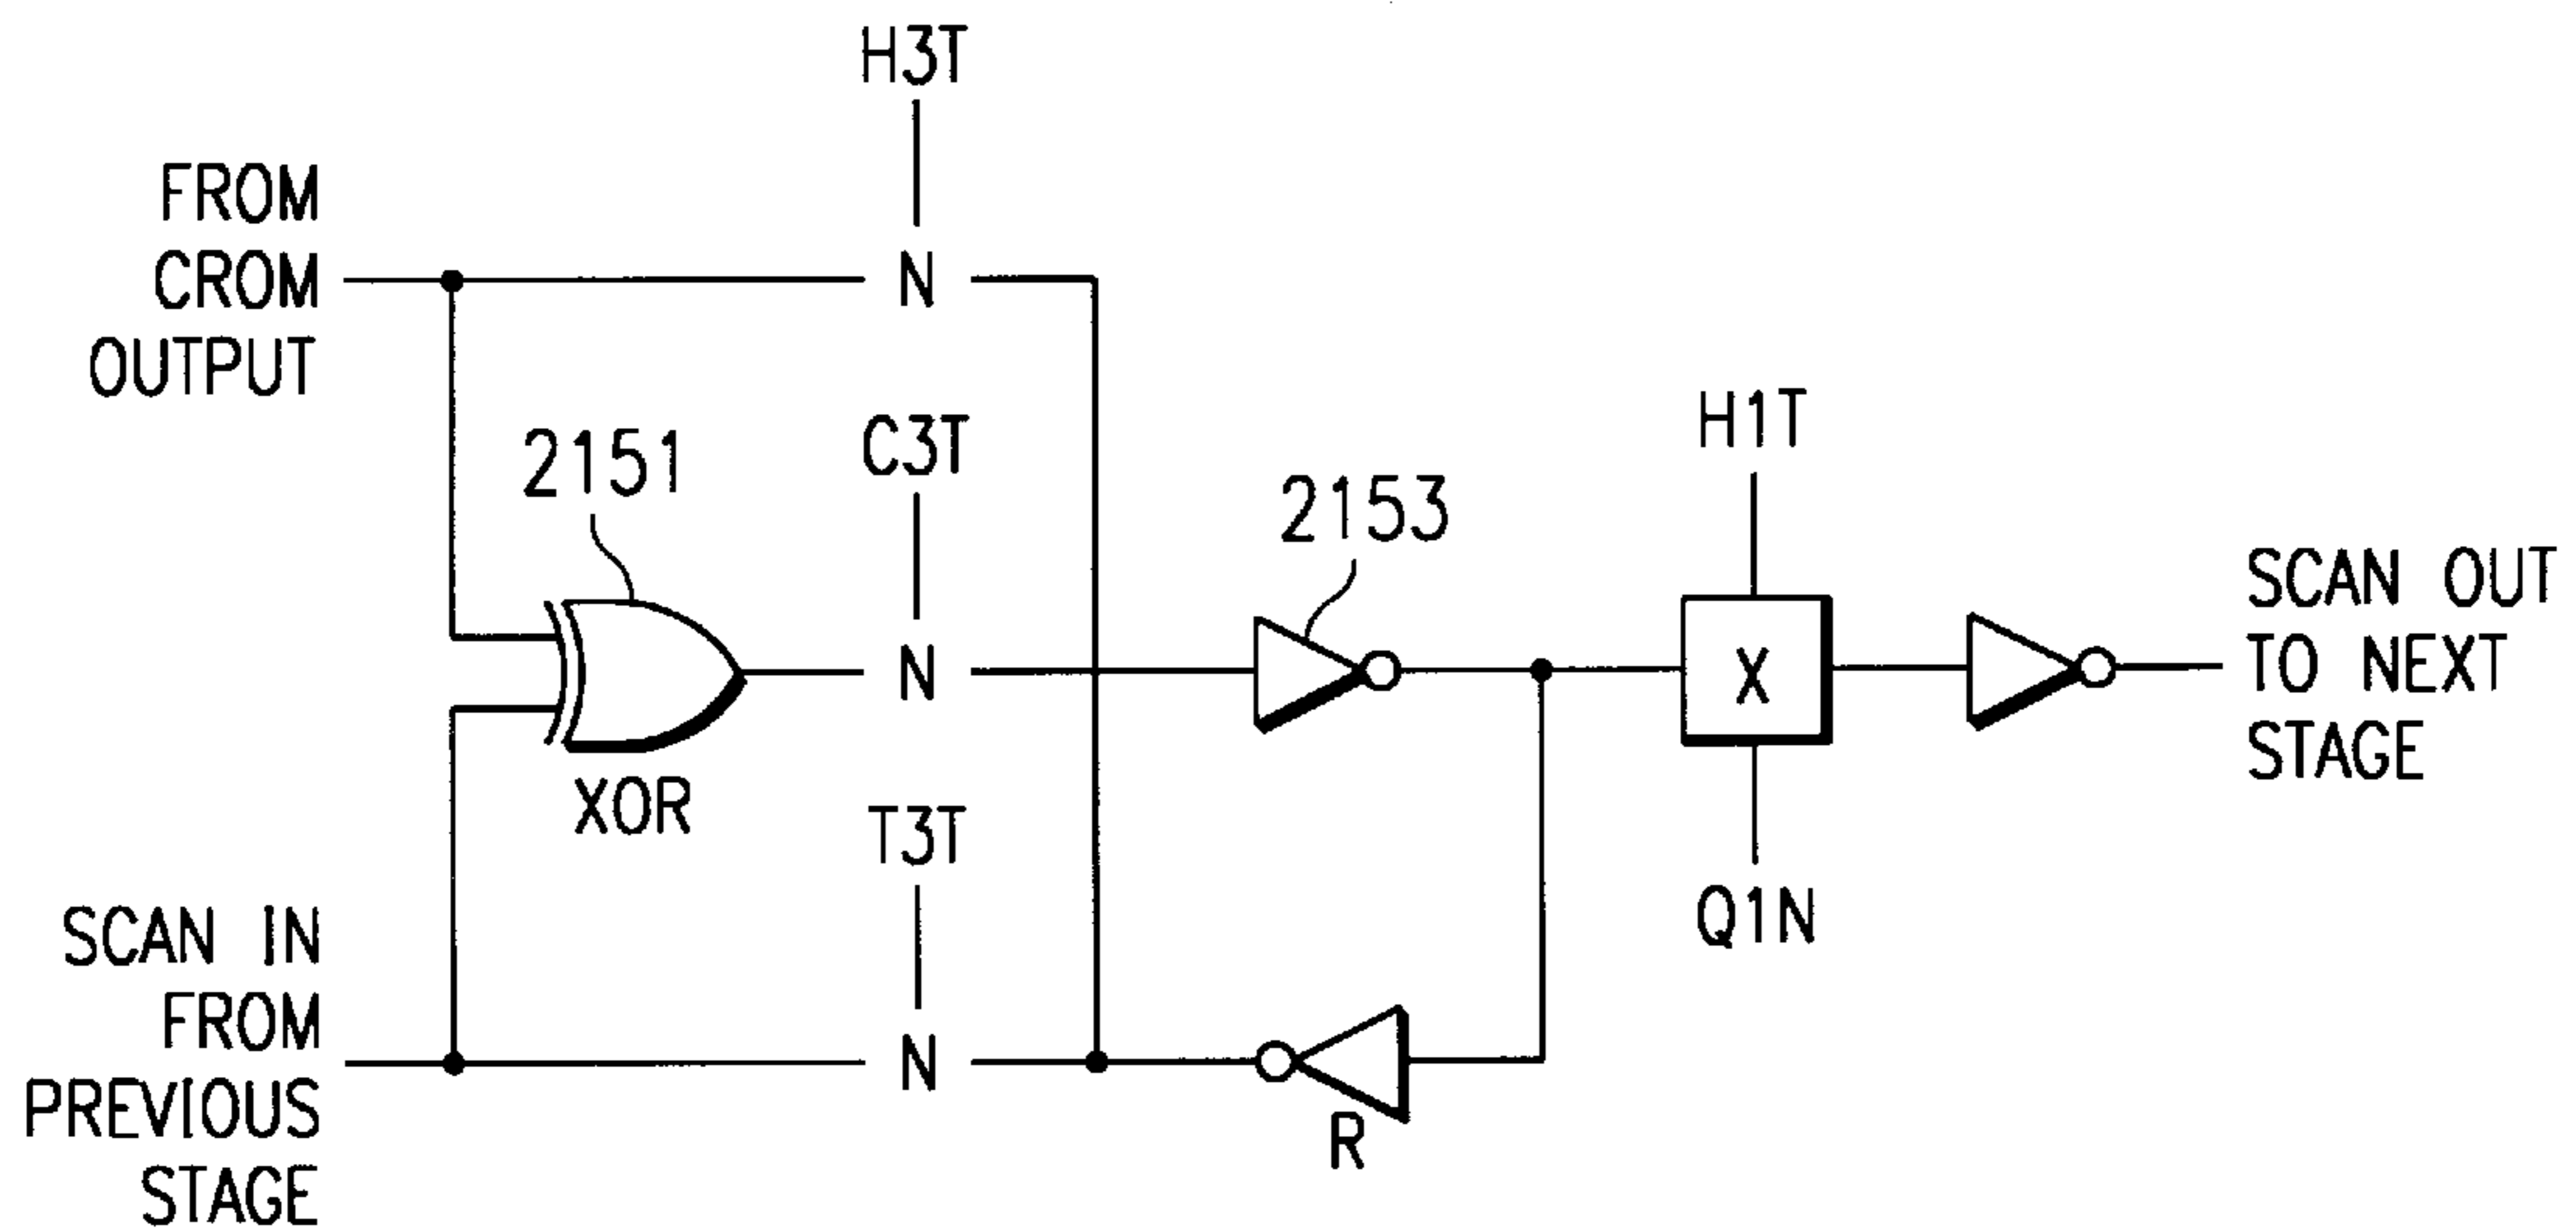 H3T
FROM
CROM
OUTPUT
N
C3T
2151
N
XOR
T3T
SCAN IN
FROM
PREVIOUS
STAGE
N
2153
R
H1T
X
Q1N
SCAN OUT
TO NEXT
STAGE